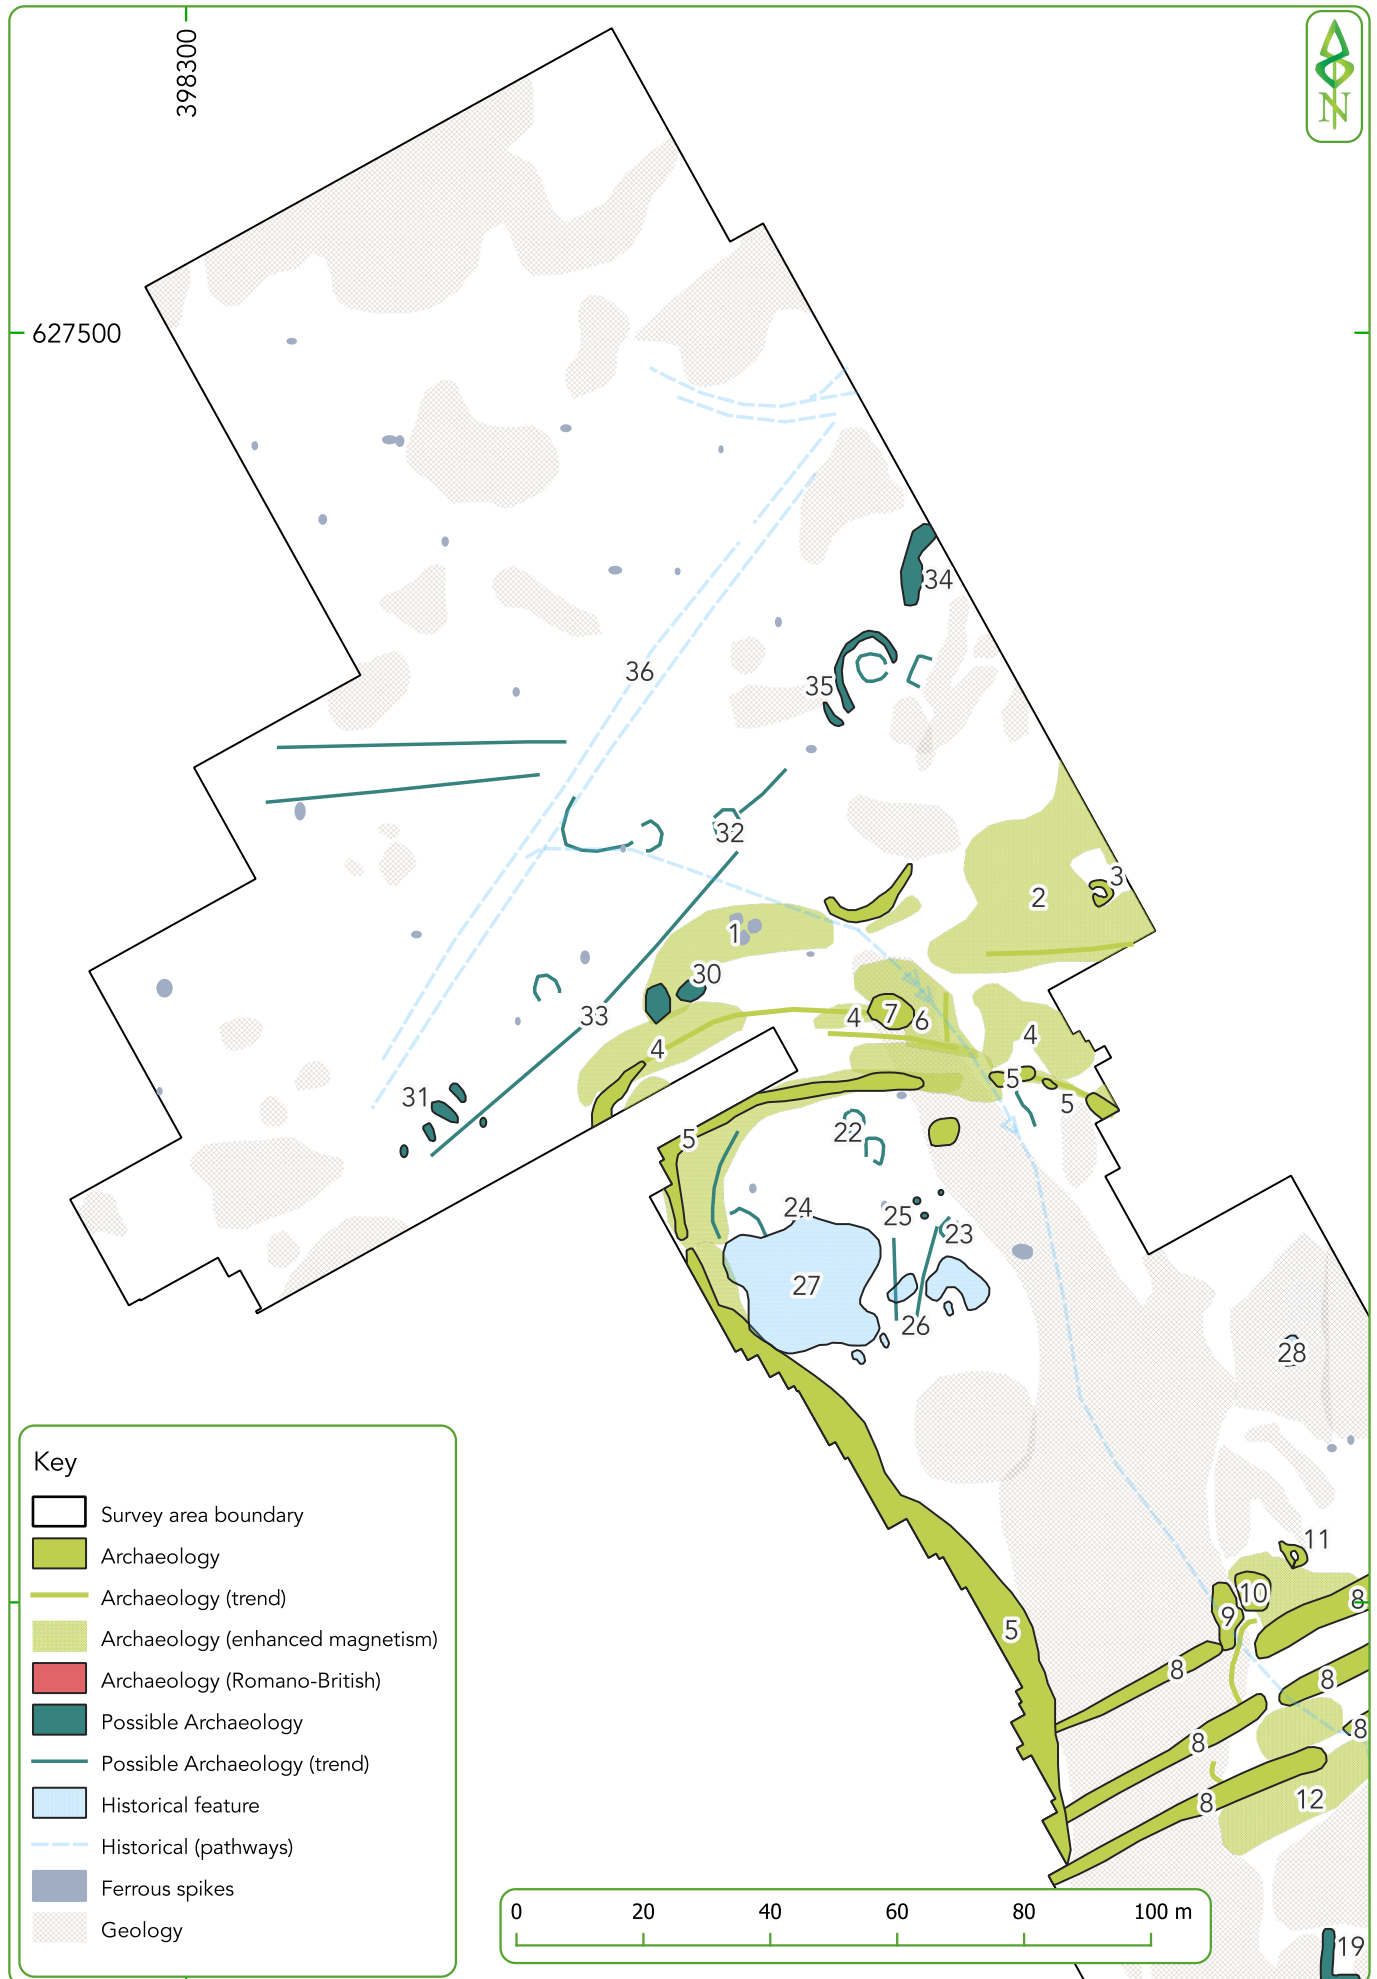 398300
N
627500
34
36
35
32
3
2
1
30
33
4
7
6
4
4
31
5
5
22
5
24
25
23
27
26
28
11
10
8
9
5
8
8
8
8
12
8
19
Key
Survey area boundary
Archaeology
Archaeology (trend)
Archaeology (enhanced magnetism)
Archaeology (Romano-British)
Possible Archaeology
Possible Archaeology (trend)
Historical feature
Historical (pathways)
Ferrous spikes
Geology
0 20 40 60 80 100 m